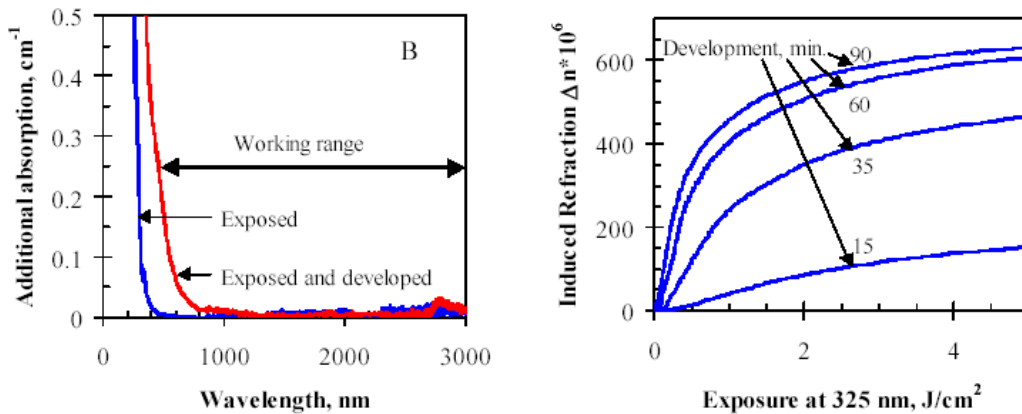 Additional absorption, cm⁻¹
0.5
0.4
0.3
0.2
0.1
0
B
Working range
Exposed
Exposed and developed
0 1000 2000 3000
Wavelength, nm
Induced Refraction Δn*10⁶
600
400
200
0
Development, min.
90
60
35
15
0 2 4
Exposure at 325 nm, J/cm²